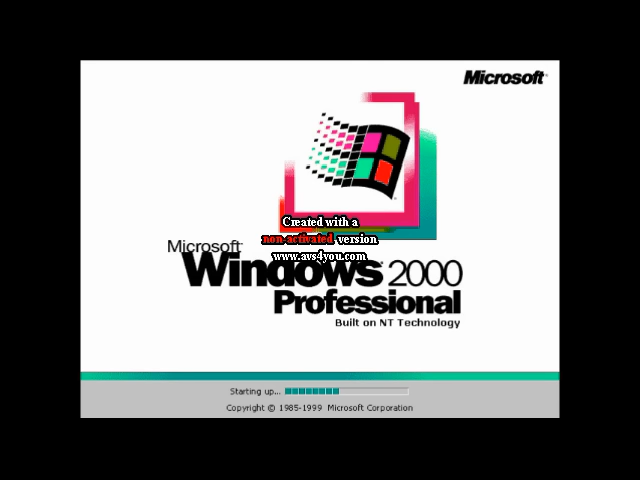 Microsoft
Created with a
non-activated version
www.avs4you.com
Microsoft
Windows 2000
Professional
Built on NT Technology
Starting up...
Copyright © 1985-1999 Microsoft Corporation